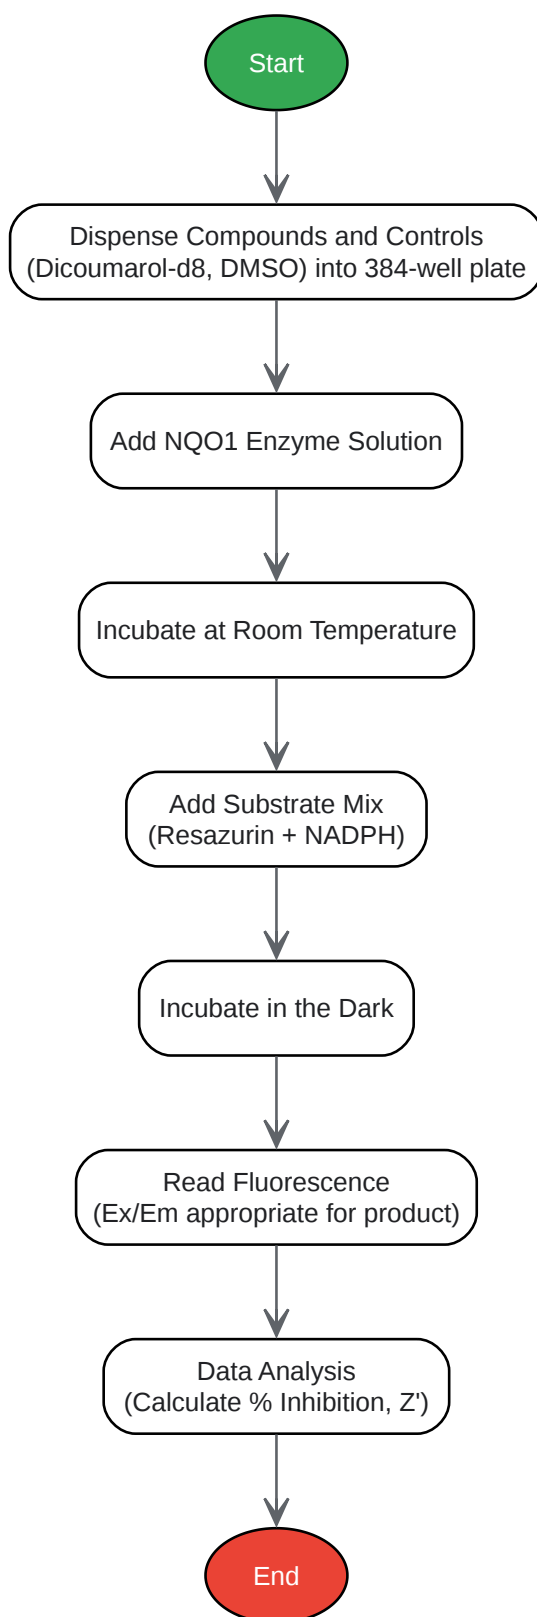 Start
Dispense Compounds and Controls
(Dicoumarol-d8, DMSO) into 384-well plate
Add NQO1 Enzyme Solution
Incubate at Room Temperature
Add Substrate Mix
(Resazurin + NADPH)
Incubate in the Dark
Read Fluorescence
(Ex/Em appropriate for product)
Data Analysis
(Calculate % Inhibition, Z')
End